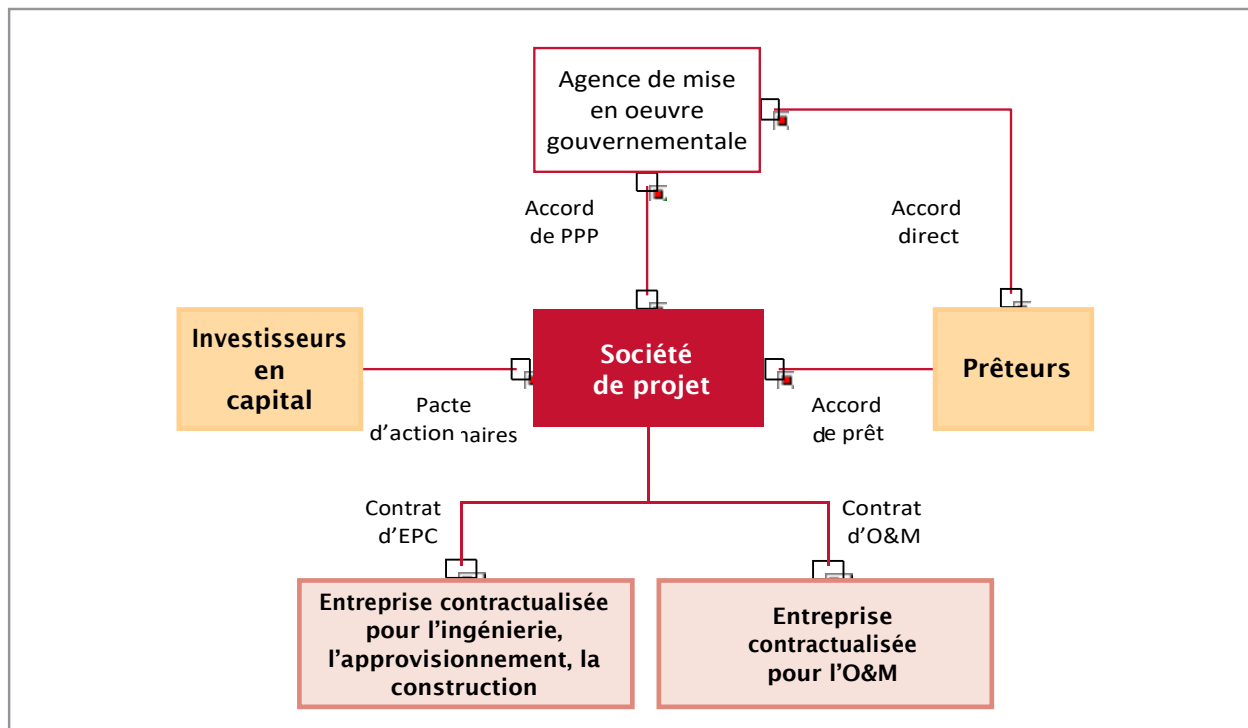 Agence de mise
en oeuvre
gouvernementale
Accord
de PPP
Accord
direct
Investisseurs
en
capital
Société
de projet
Prêteurs
Pacte
d'actionnaires
Accord
de prêt
Contrat
d'EPC
Contrat
d'O&M
Entreprise contractualisée
pour l'ingénierie,
l'approvisionnement, la
construction
Entreprise
contractualisée
pour l'O&M